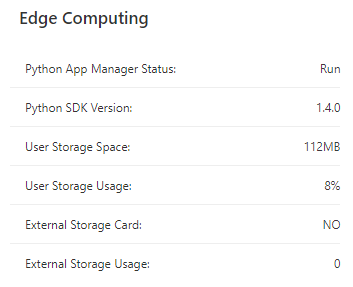 Edge Computing
Python App Manager Status: Run
Python SDK Version: 1.4.0
User Storage Space: 112MB
User Storage Usage: 8%
External Storage Card: NO
External Storage Usage: 0